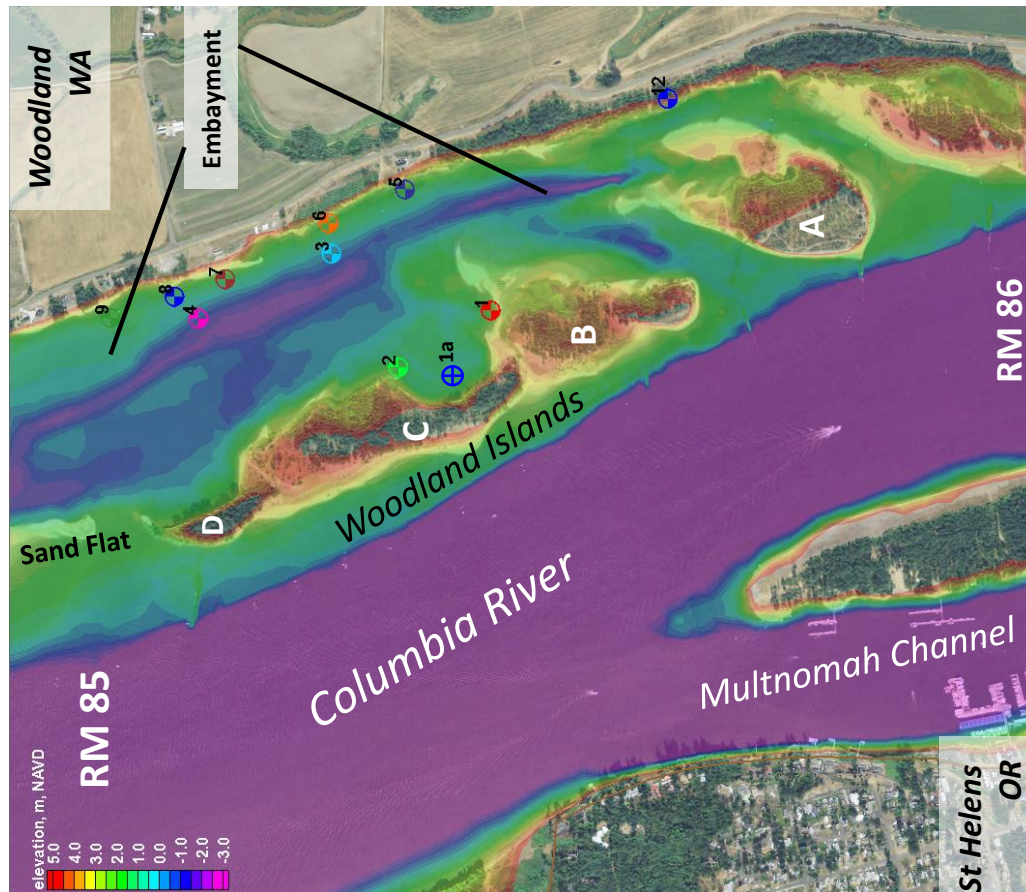 Woodland
WA
Embayment
12
5
6
3
7
8
4
9
1
2
1a
A
B
C
D
Sand Flat
Woodland Islands
RM 86
RM 85
Columbia River
Multnomah Channel
St Helens
OR
elevation, m, NAVD
5.0
4.0
3.0
2.0
1.0
0.0
-1.0
-2.0
-3.0